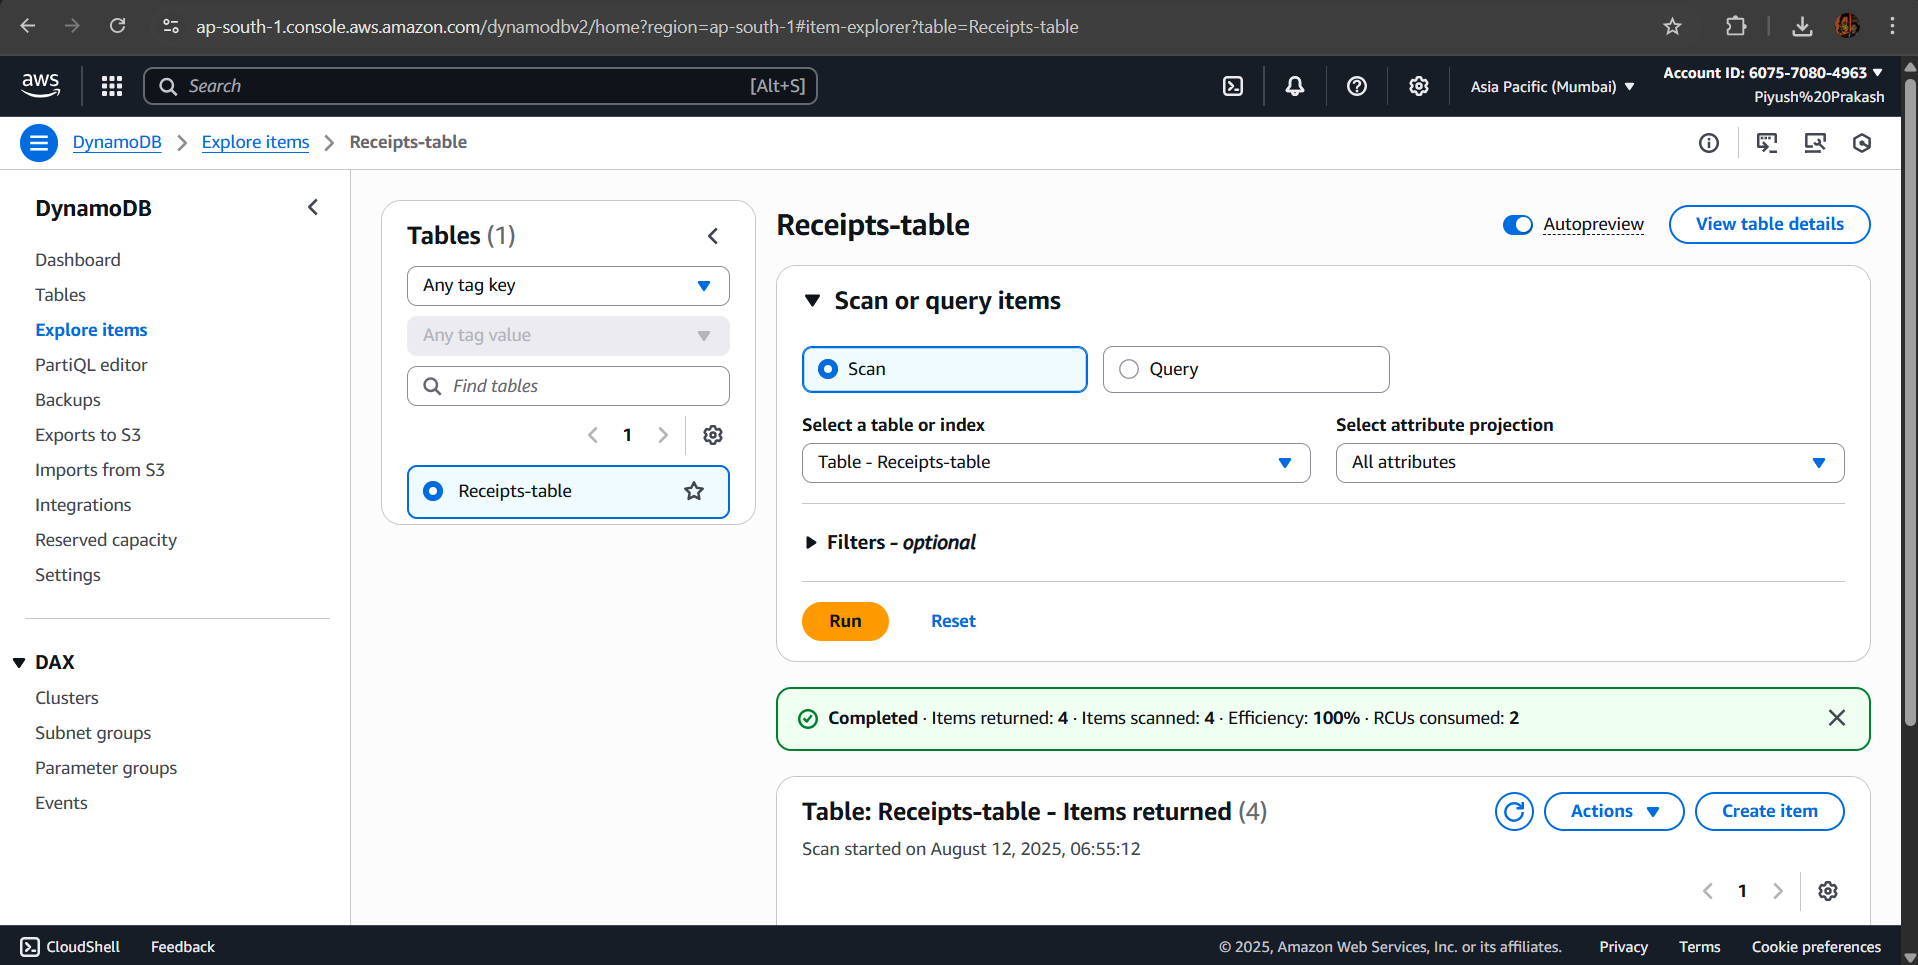 ap-south-1.console.aws.amazon.com/dynamodbv2/home?region=ap-south-1#item-explorer?table=Receipts-table
aws
Search
[Alt+S]
Asia Pacific (Mumbai)
Account ID: 6075-7080-4963
Piyush%20Prakash
DynamoDB
Explore items
Receipts-table
DynamoDB
Dashboard
Tables
Explore items
PartiQL editor
Backups
Exports to S3
Imports from S3
Integrations
Reserved capacity
Settings
DAX
Clusters
Subnet groups
Parameter groups
Events
Tables (1)
Any tag key
Any tag value
Find tables
1
Receipts-table
Receipts-table
Autopreview
View table details
Scan or query items
Scan
Query
Select a table or index
Table - Receipts-table
Select attribute projection
All attributes
Filters - optional
Run
Reset
Completed · Items returned: 4 · Items scanned: 4 · Efficiency: 100% · RCUs consumed: 2
Table: Receipts-table - Items returned (4)
Scan started on August 12, 2025, 06:55:12
Actions
Create item
1
CloudShell
Feedback
© 2025, Amazon Web Services, Inc. or its affiliates.
Privacy
Terms
Cookie preferences